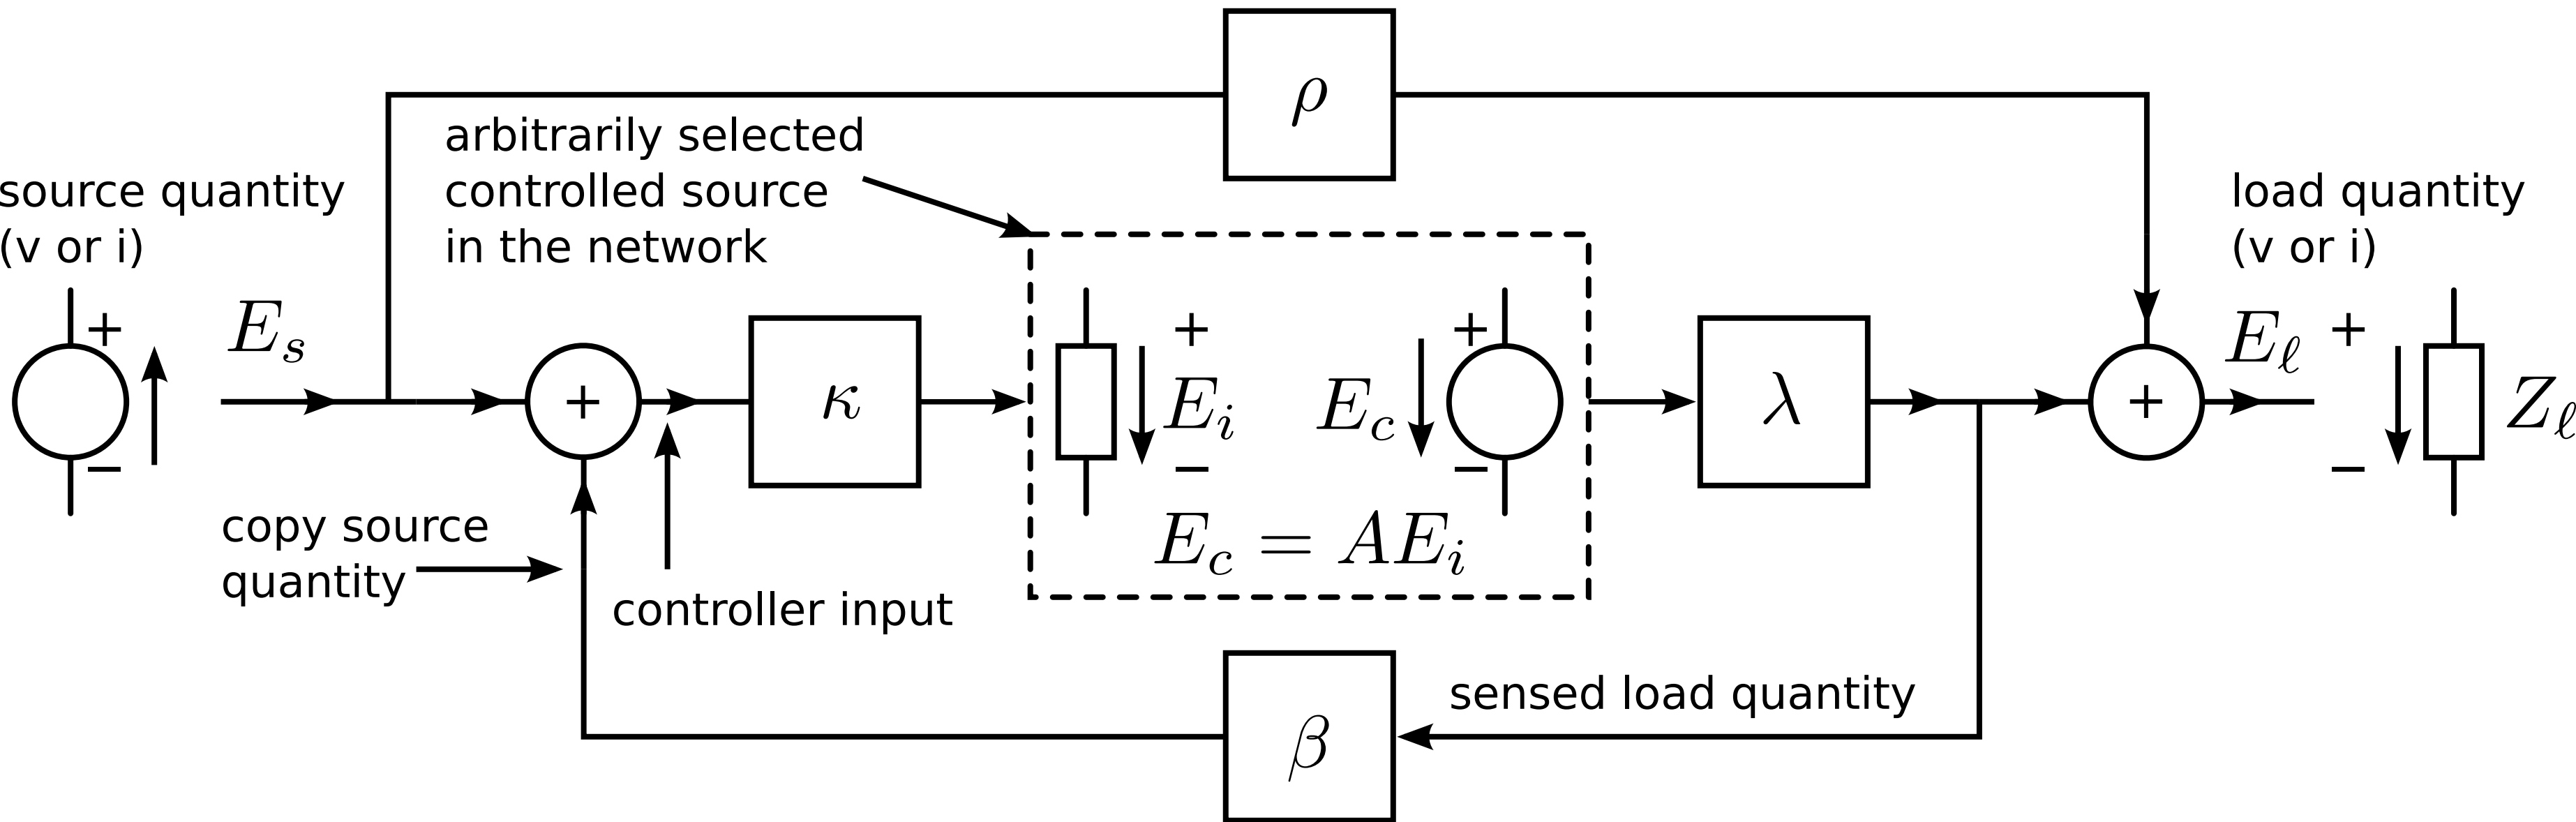 ρ
arbitrarily selected
controlled source
in the network
source quantity
(v or i)
load quantity
(v or i)
+
E_s
−
+
κ
+
E_i
−
E_c
+
−
E_c = AE_i
λ
+
E_ℓ
+
−
Z_ℓ
copy source
quantity
controller input
sensed load quantity
β